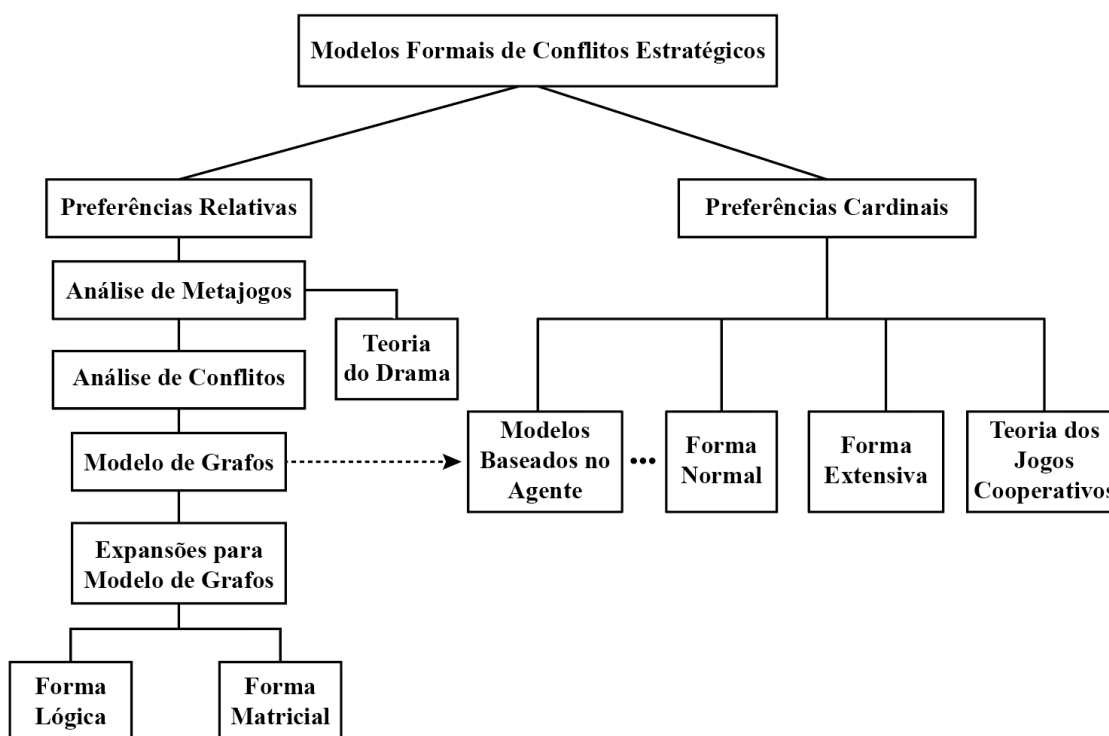 Modelos Formais de Conflitos Estratégicos
Preferências Relativas
Preferências Cardinais
Análise de Metajogos
Teoria
do Drama
Análise de Conflitos
Modelo de Grafos
Modelos
Baseados no
Agente
...
Forma
Normal
Forma
Extensiva
Teoria dos
Jogos
Cooperativos
Expansões para
Modelo de Grafos
Forma
Lógica
Forma
Matricial